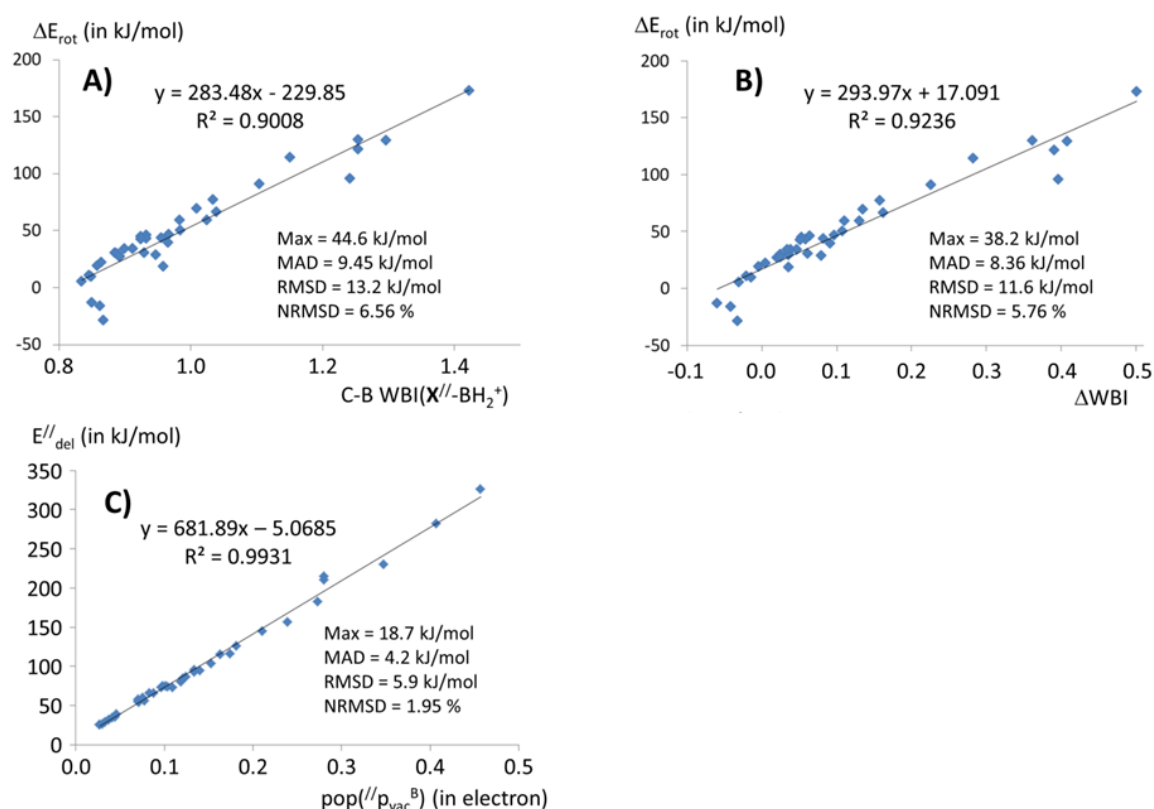 ΔE_rot (in kJ/mol)
A)
y = 283.48x - 229.85
R² = 0.9008
Max = 44.6 kJ/mol
MAD = 9.45 kJ/mol
RMSD = 13.2 kJ/mol
NRMSD = 6.56 %
200
150
100
50
0
-50
0.8 1.0 1.2 1.4
C-B WBI(X^//-BH₂⁺)
ΔE_rot (in kJ/mol)
B)
y = 293.97x + 17.091
R² = 0.9236
Max = 38.2 kJ/mol
MAD = 8.36 kJ/mol
RMSD = 11.6 kJ/mol
NRMSD = 5.76 %
200
150
100
50
0
-50
-0.1 0.0 0.1 0.2 0.3 0.4 0.5
ΔWBI
E^//_del (in kJ/mol)
C)
y = 681.89x – 5.0685
R² = 0.9931
Max = 18.7 kJ/mol
MAD = 4.2 kJ/mol
RMSD = 5.9 kJ/mol
NRMSD = 1.95 %
350
300
250
200
150
100
50
0
0.0 0.1 0.2 0.3 0.4 0.5
pop(^//p_vac^B) (in electron)